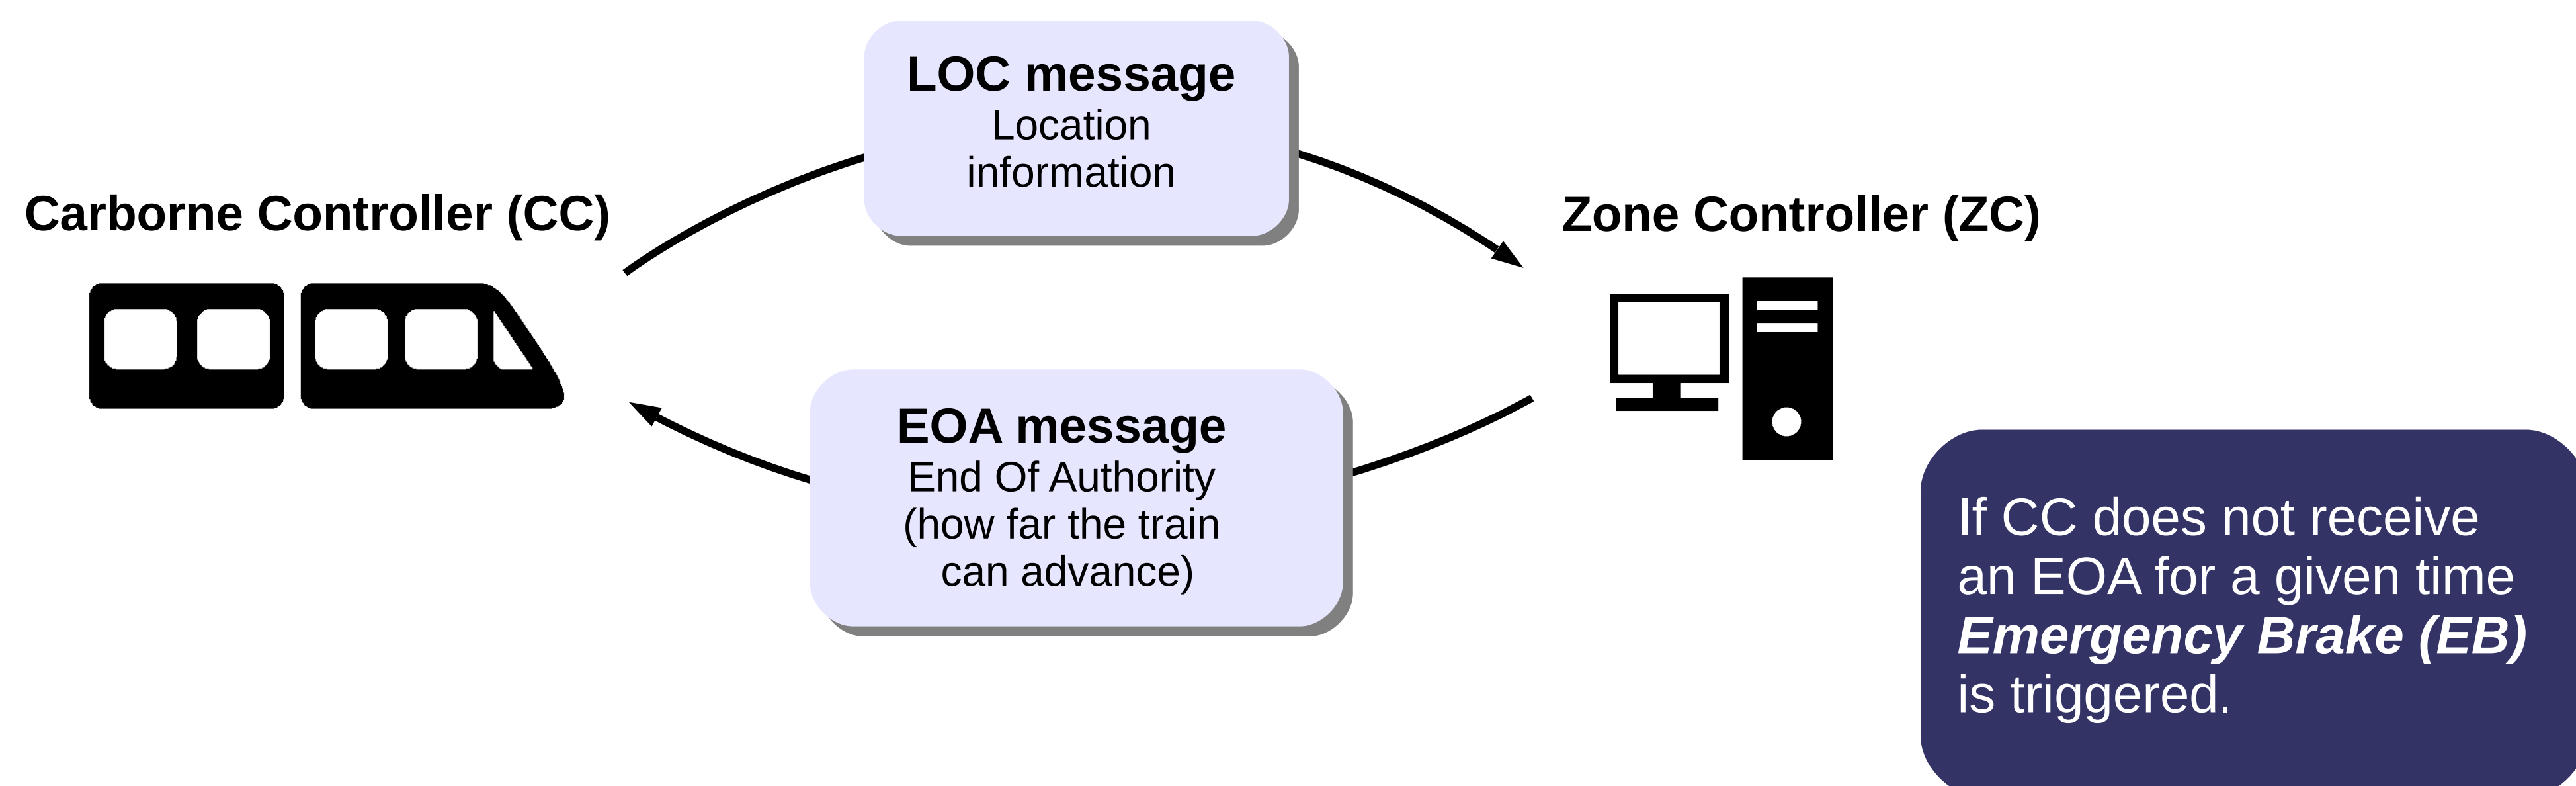 LOC message
Location
information
Carborne Controller (CC)
Zone Controller (ZC)
EOA message
End Of Authority
(how far the train
can advance)
If CC does not receive
an EOA for a given time
Emergency Brake (EB)
is triggered.